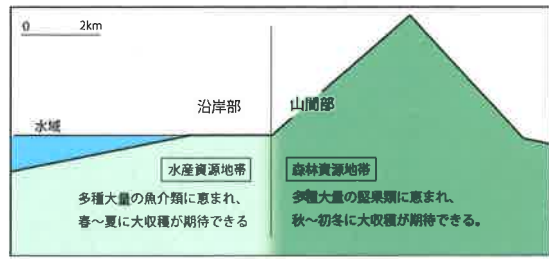 0 2km
沿岸部
山間部
水域
水産資源地帯
多種大量の魚介類に恵まれ、
春～夏に大収穫が期待できる
森林資源地帯
多種大量の堅果類に恵まれ、
秋～初冬に大収穫が期待できる。